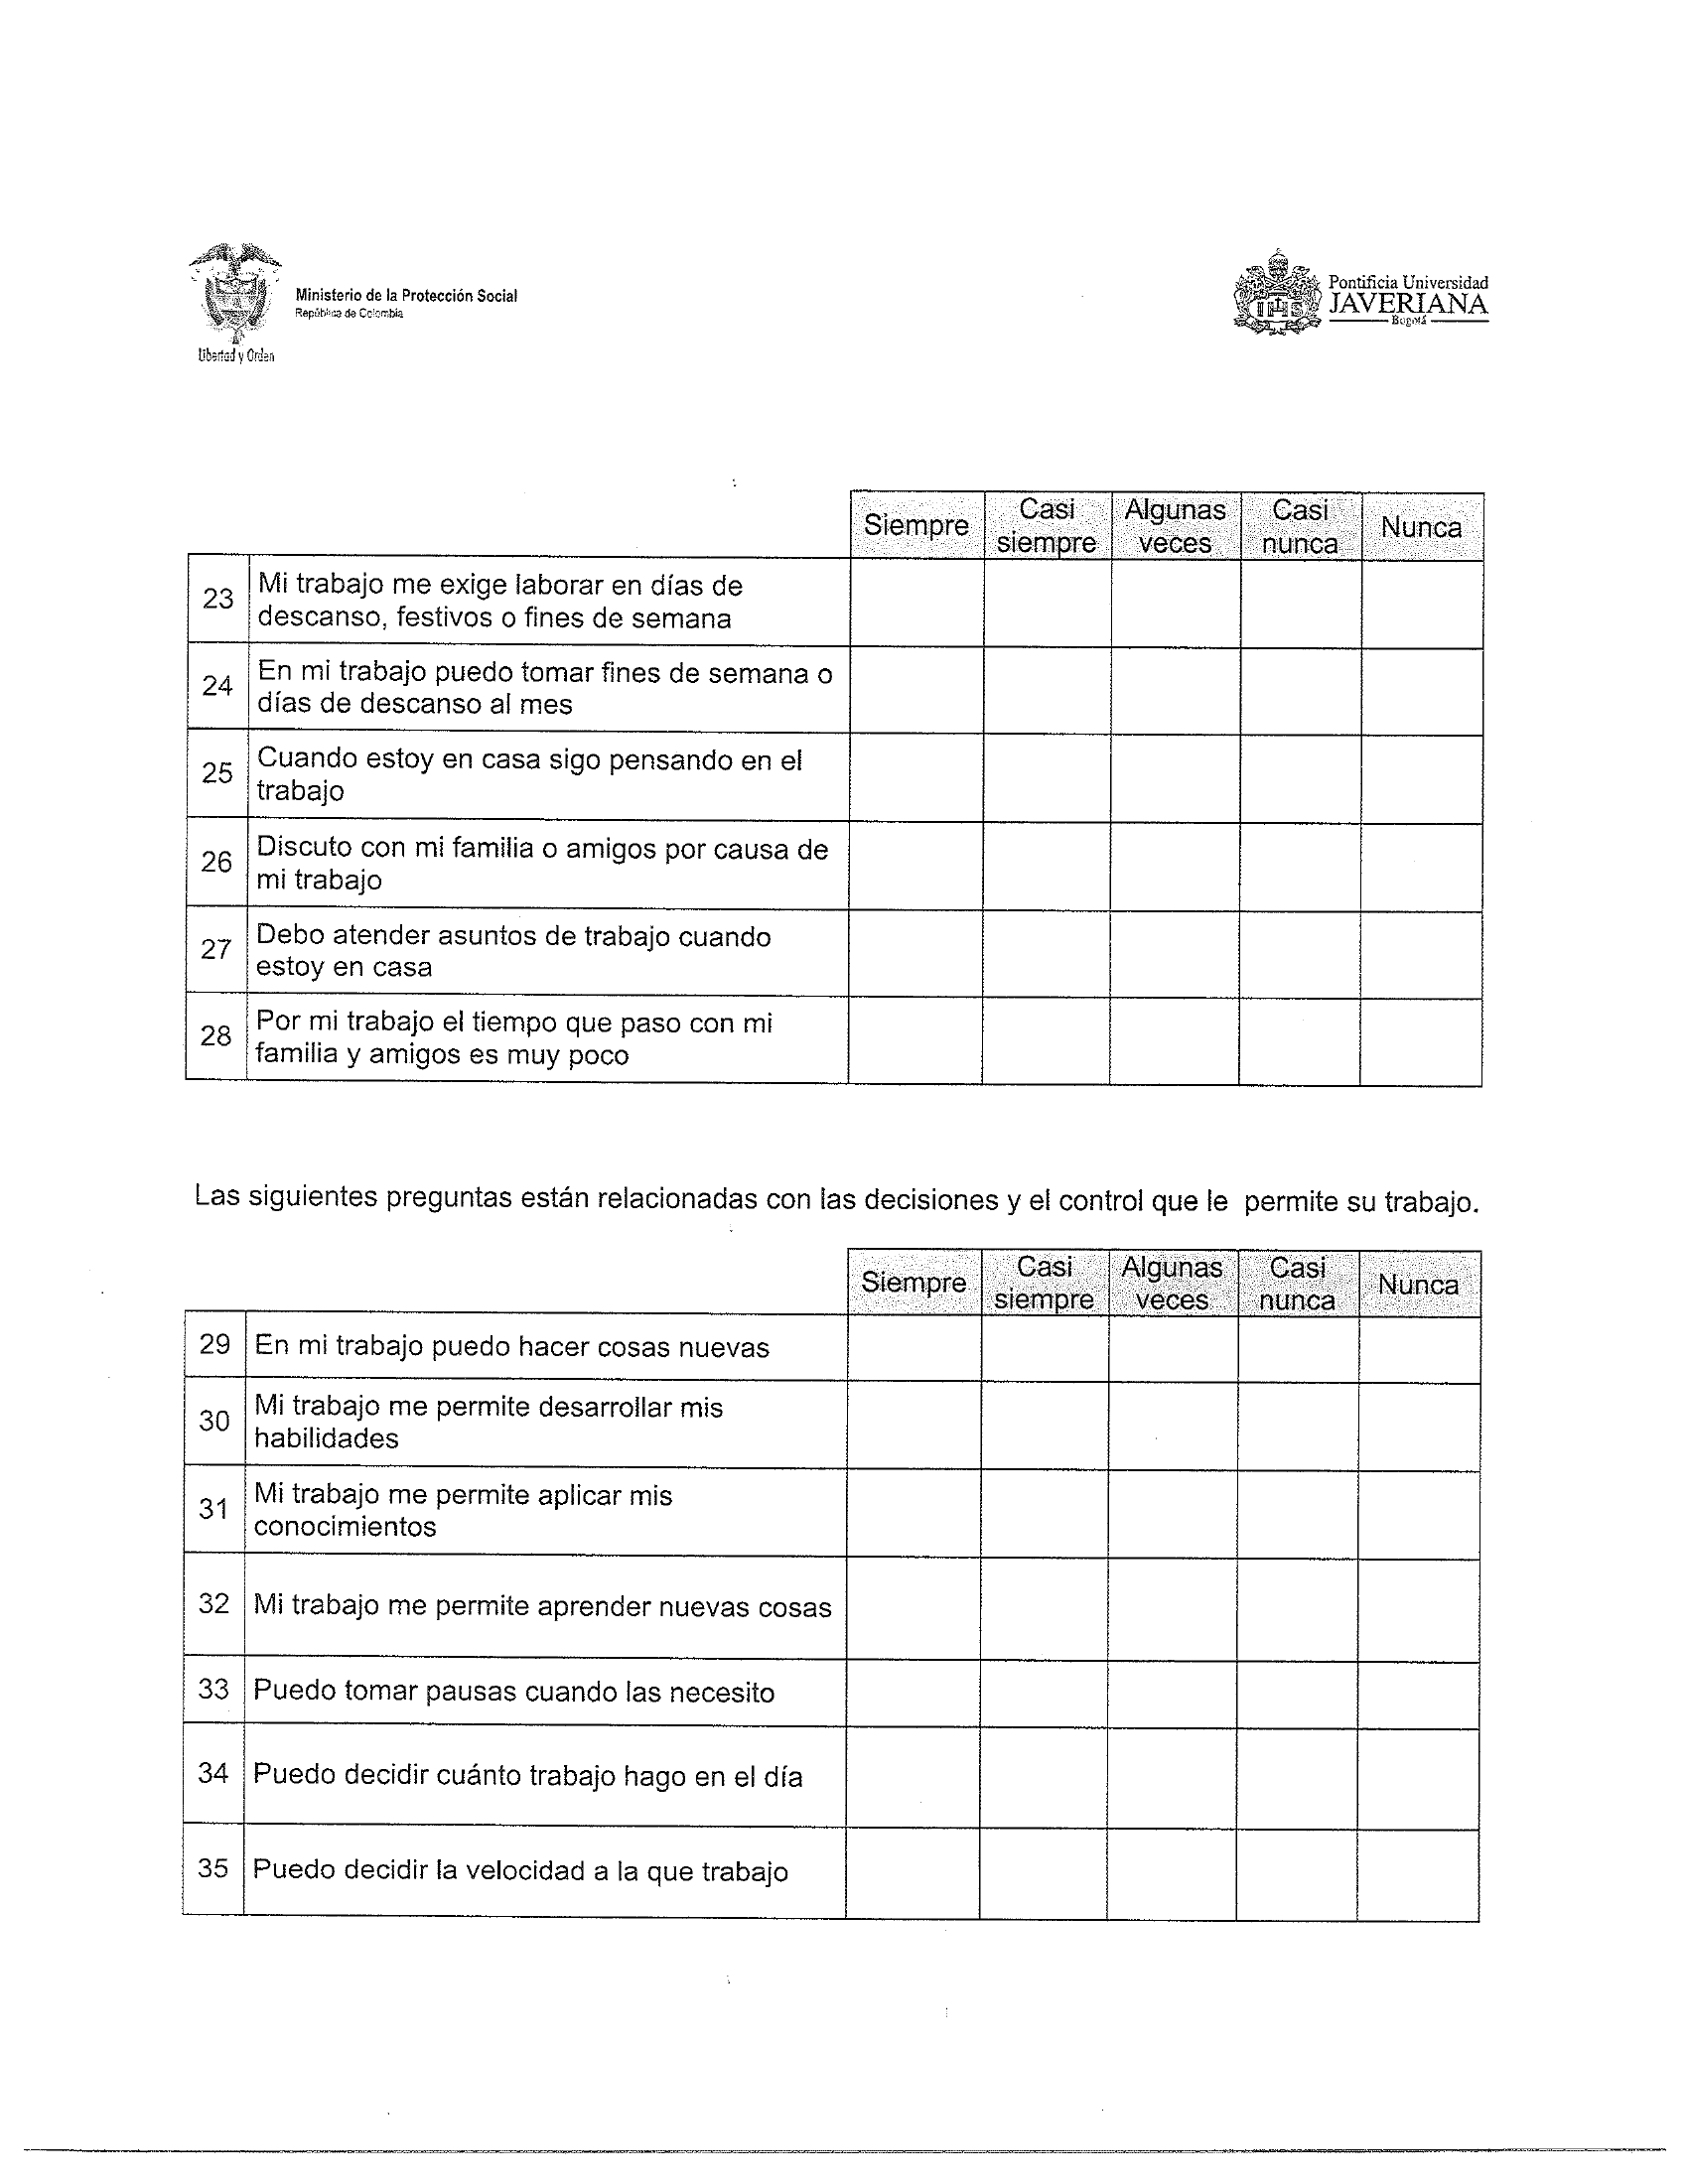 Ministerio de la Protección Social
República de Colombia
Libertad y Orden
Pontificia Universidad
JAVERIANA
Bogotá
Siempre Casi siempre Algunas veces Casi nunca Nunca
23 Mi trabajo me exige laborar en días de
descanso, festivos o fines de semana
24 En mi trabajo puedo tomar fines de semana o
días de descanso al mes
25 Cuando estoy en casa sigo pensando en el
trabajo
26 Discuto con mi familia o amigos por causa de
mi trabajo
27 Debo atender asuntos de trabajo cuando
estoy en casa
28 Por mi trabajo el tiempo que paso con mi
familia y amigos es muy poco
Las siguientes preguntas están relacionadas con las decisiones y el control que le permite su trabajo.
Siempre Casi siempre Algunas veces Casi nunca Nunca
29 En mi trabajo puedo hacer cosas nuevas
30 Mi trabajo me permite desarrollar mis
habilidades
31 Mi trabajo me permite aplicar mis
conocimientos
32 Mi trabajo me permite aprender nuevas cosas
33 Puedo tomar pausas cuando las necesito
34 Puedo decidir cuánto trabajo hago en el día
35 Puedo decidir la velocidad a la que trabajo